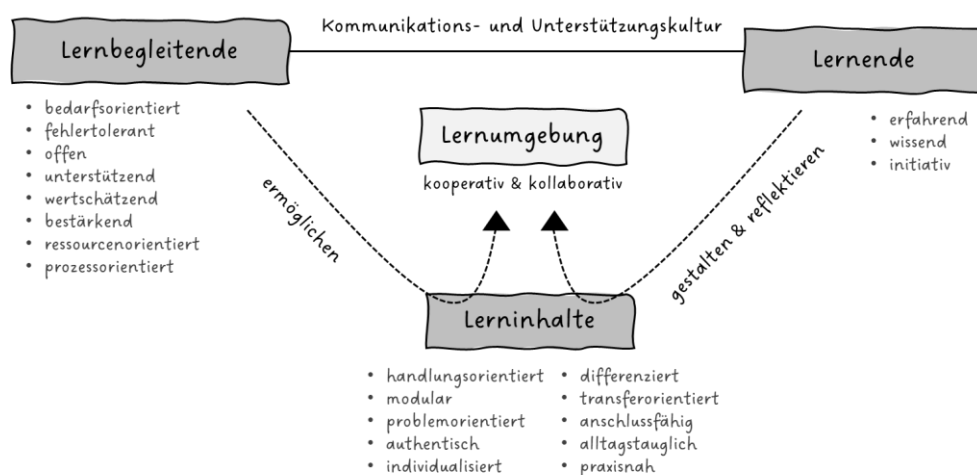 Kommunikations- und Unterstützungskultur
Lernbegleitende
Lernende
bedarfsorientiert
fehlertolerant
offen
unterstützend
wertschätzend
bestärkend
ressourcenorientiert
prozessorientiert
Lernumgebung
kooperativ & kollaborativ
erfahrend
wissend
initiativ
ermöglichen
gestalten & reflektieren
Lerninhalte
handlungsorientiert
modular
problemorientiert
authentisch
individualisiert
differenziert
transferorientiert
anschlussfähig
alltagstauglich
praxisnah